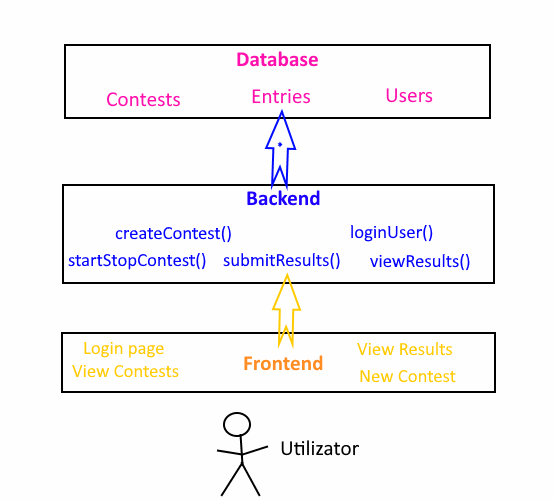 Database
Contests Entries Users
Backend
createContest() loginUser()
startStopContest() submitResults() viewResults()
Login page View Results
View Contests Frontend New Contest
Utilizator